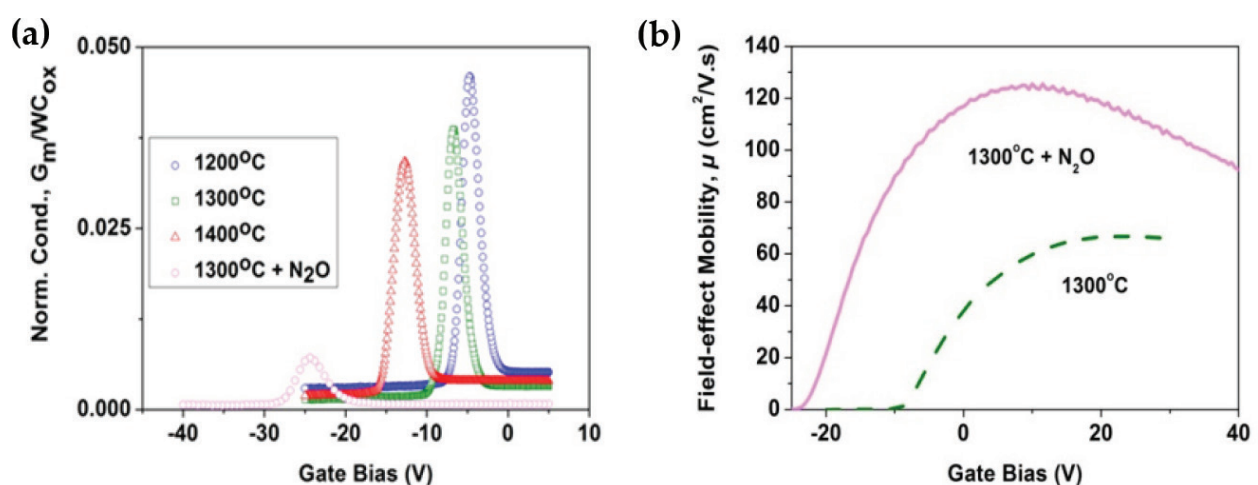 (a)
0.050
0.025
0.000
Norm. Cond., Gm/WCox
1200°C
1300°C
1400°C
1300°C + N2O
-40 -30 -20 -10 0 10
Gate Bias (V)
(b)
Field-effect Mobility, μ (cm²/V.s)
140
120
100
80
60
40
20
0
1300°C + N2O
1300°C
-20 0 20 40
Gate Bias (V)